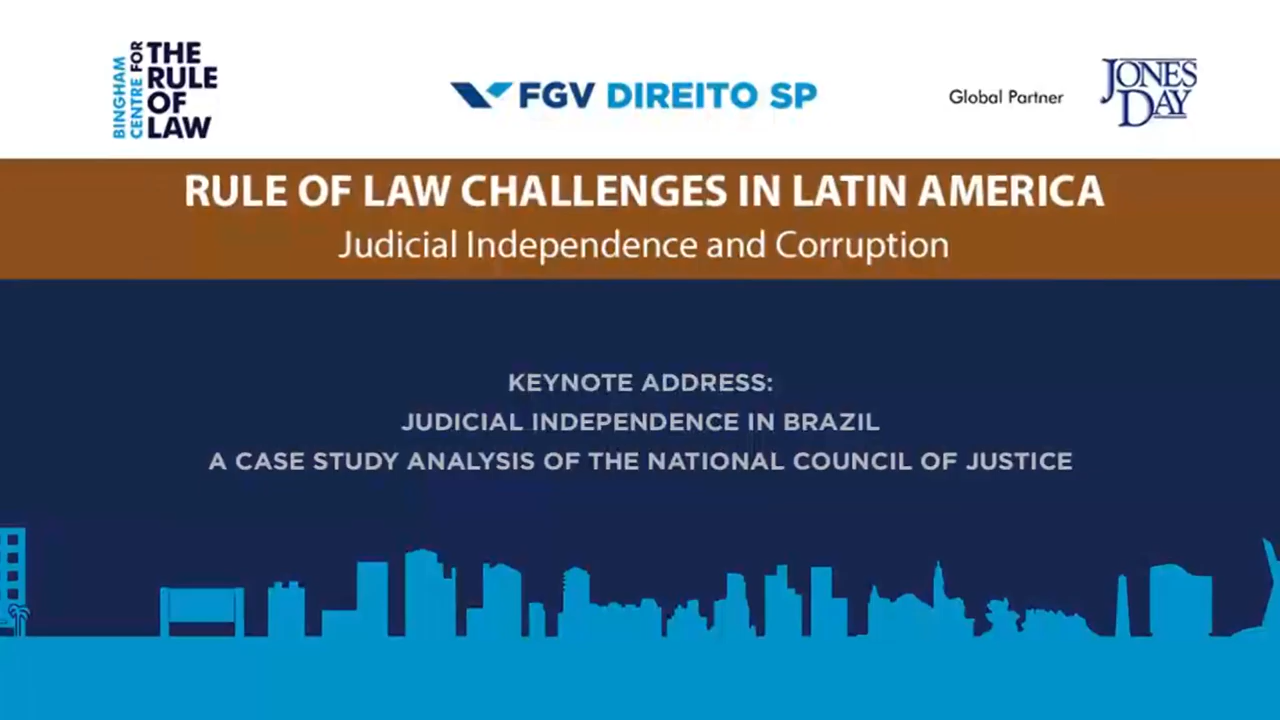 BINGHAM
CENTRE FOR
THE
RULE
OF
LAW
FGV DIREITO SP
Global Partner
JONES
DAY
RULE OF LAW CHALLENGES IN LATIN AMERICA
Judicial Independence and Corruption
KEYNOTE ADDRESS:
JUDICIAL INDEPENDENCE IN BRAZIL
A CASE STUDY ANALYSIS OF THE NATIONAL COUNCIL OF JUSTICE